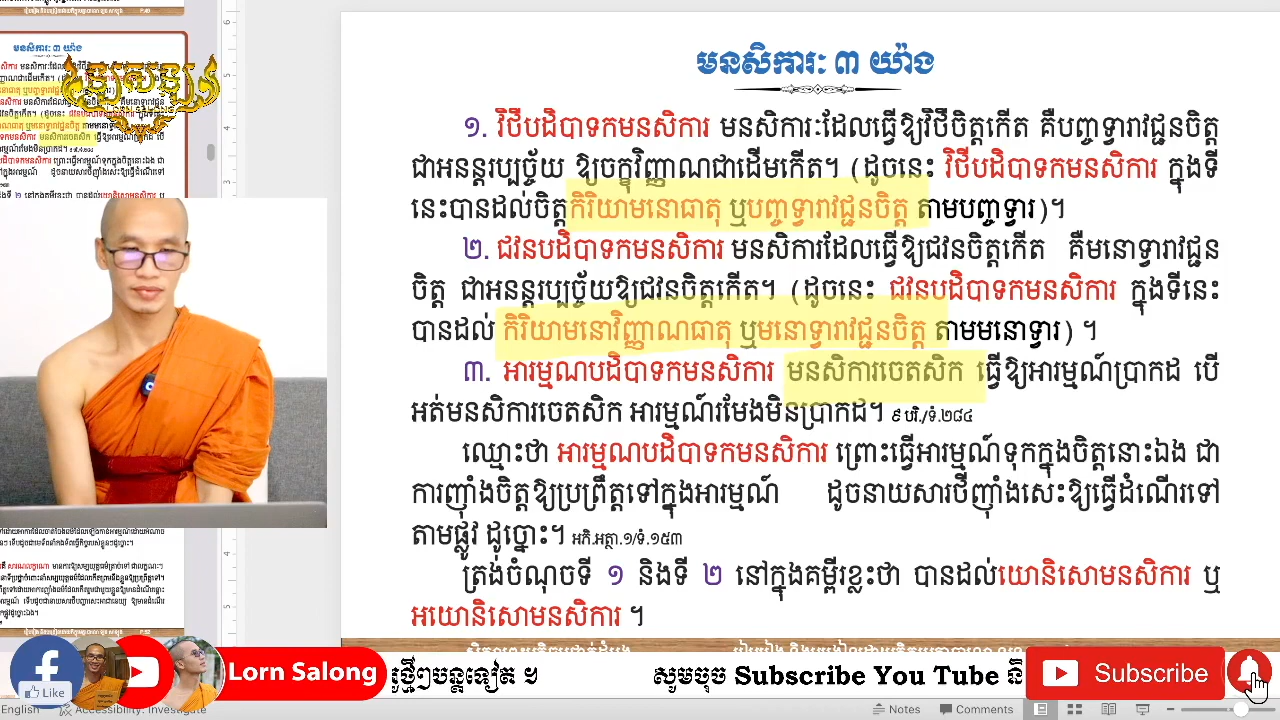 មនសិការៈ ៣ យ៉ាង
១. វិថីបដិបាទកមនសិការ មនសិការៈដែលធ្វើឱ្យវិថីចិត្តកើត គឺបញ្ចទ្វារាវជ្ជនចិត្ត
ជាអនន្តរប្បច្ច័យ ឱ្យចក្ខុវិញ្ញាណជាដើមកើត។ (ដូចនេះ វិថីបដិបាទកមនសិការ ក្នុងទី
នេះបានដល់ចិត្តកិរិយាមនោធាតុ ឬបញ្ចទ្វារាវជ្ជនចិត្ត តាមបញ្ចទ្វារ)។
២. ជវនបដិបាទកមនសិការ មនសិការដែលធ្វើឱ្យជវនចិត្តកើត គឺមនោទ្វារាវជ្ជន
ចិត្ត ជាអនន្តរប្បច្ច័យឱ្យជវនចិត្តកើត។ (ដូចនេះ ជវនបដិបាទកមនសិការ ក្នុងទីនេះ
បានដល់ កិរិយាមនោវិញ្ញាណធាតុ ឬមនោទ្វារាវជ្ជនចិត្ត តាមមនោទ្វារ) ។
៣. អារម្មណបដិបាទកមនសិការ មនសិការចេតសិក ធ្វើឱ្យអារម្មណ៍ប្រាកដ បើ
អត់មនសិការចេតសិក អារម្មណ៍រមែងមិនប្រាកដ។ ៩ បរិ./ទំ.២៨៤
ឈ្មោះថា អារម្មណបដិបាទកមនសិការ ព្រោះធ្វើអារម្មណ៍ទុកក្នុងចិត្តនោះឯង ជា
ការញ៉ាំងចិត្តឱ្យប្រព្រឹត្តទៅក្នុងអារម្មណ៍ ដូចនាយសារថីញ៉ាំងសេះឱ្យធ្វើដំណើរទៅ
តាមផ្លូវ ដូច្នោះ។ អភិ.អដ្ឋា.១/ទំ.១៥៣
ត្រង់ចំណុចទី ១ និងទី ២ នៅក្នុងគម្ពីរខ្លះថា បានដល់យោនិសោមនសិការ ឬ
អយោនិសោមនសិការ ។
Like
Lorn Salong
ថ្មីៗបន្តទៀត ១
សូមចុច Subscribe You Tube និ
Subscribe
English
Accessibility: Investigate
Notes
Comments